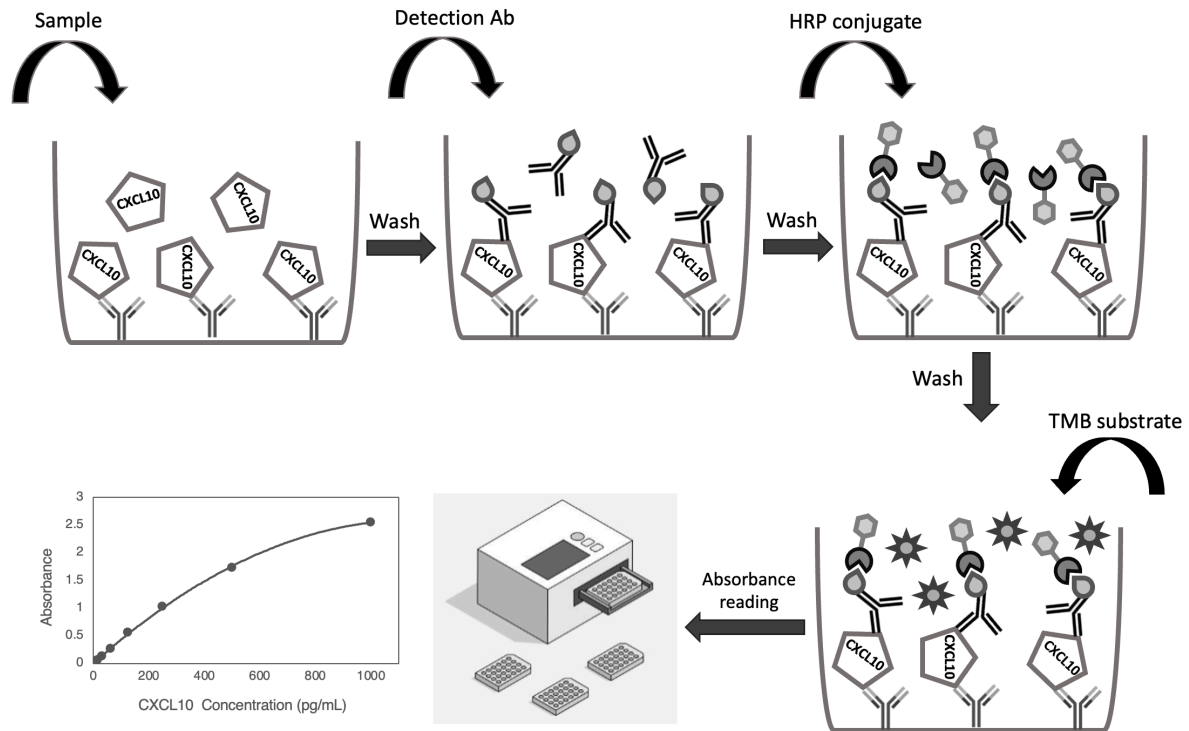 Sample
Detection Ab
HRP conjugate
CXCL10
CXCL10
CXCL10
CXCL10
CXCL10
Wash
CXCL10
CXCL10
CXCL10
Wash
CXCL10
CXCL10
CXCL10
Wash
TMB substrate
CXCL10
CXCL10
CXCL10
Absorbance
reading
Absorbance
3
2.5
2
1.5
1
0.5
0
0 200 400 600 800 1000
CXCL10 Concentration (pg/mL)